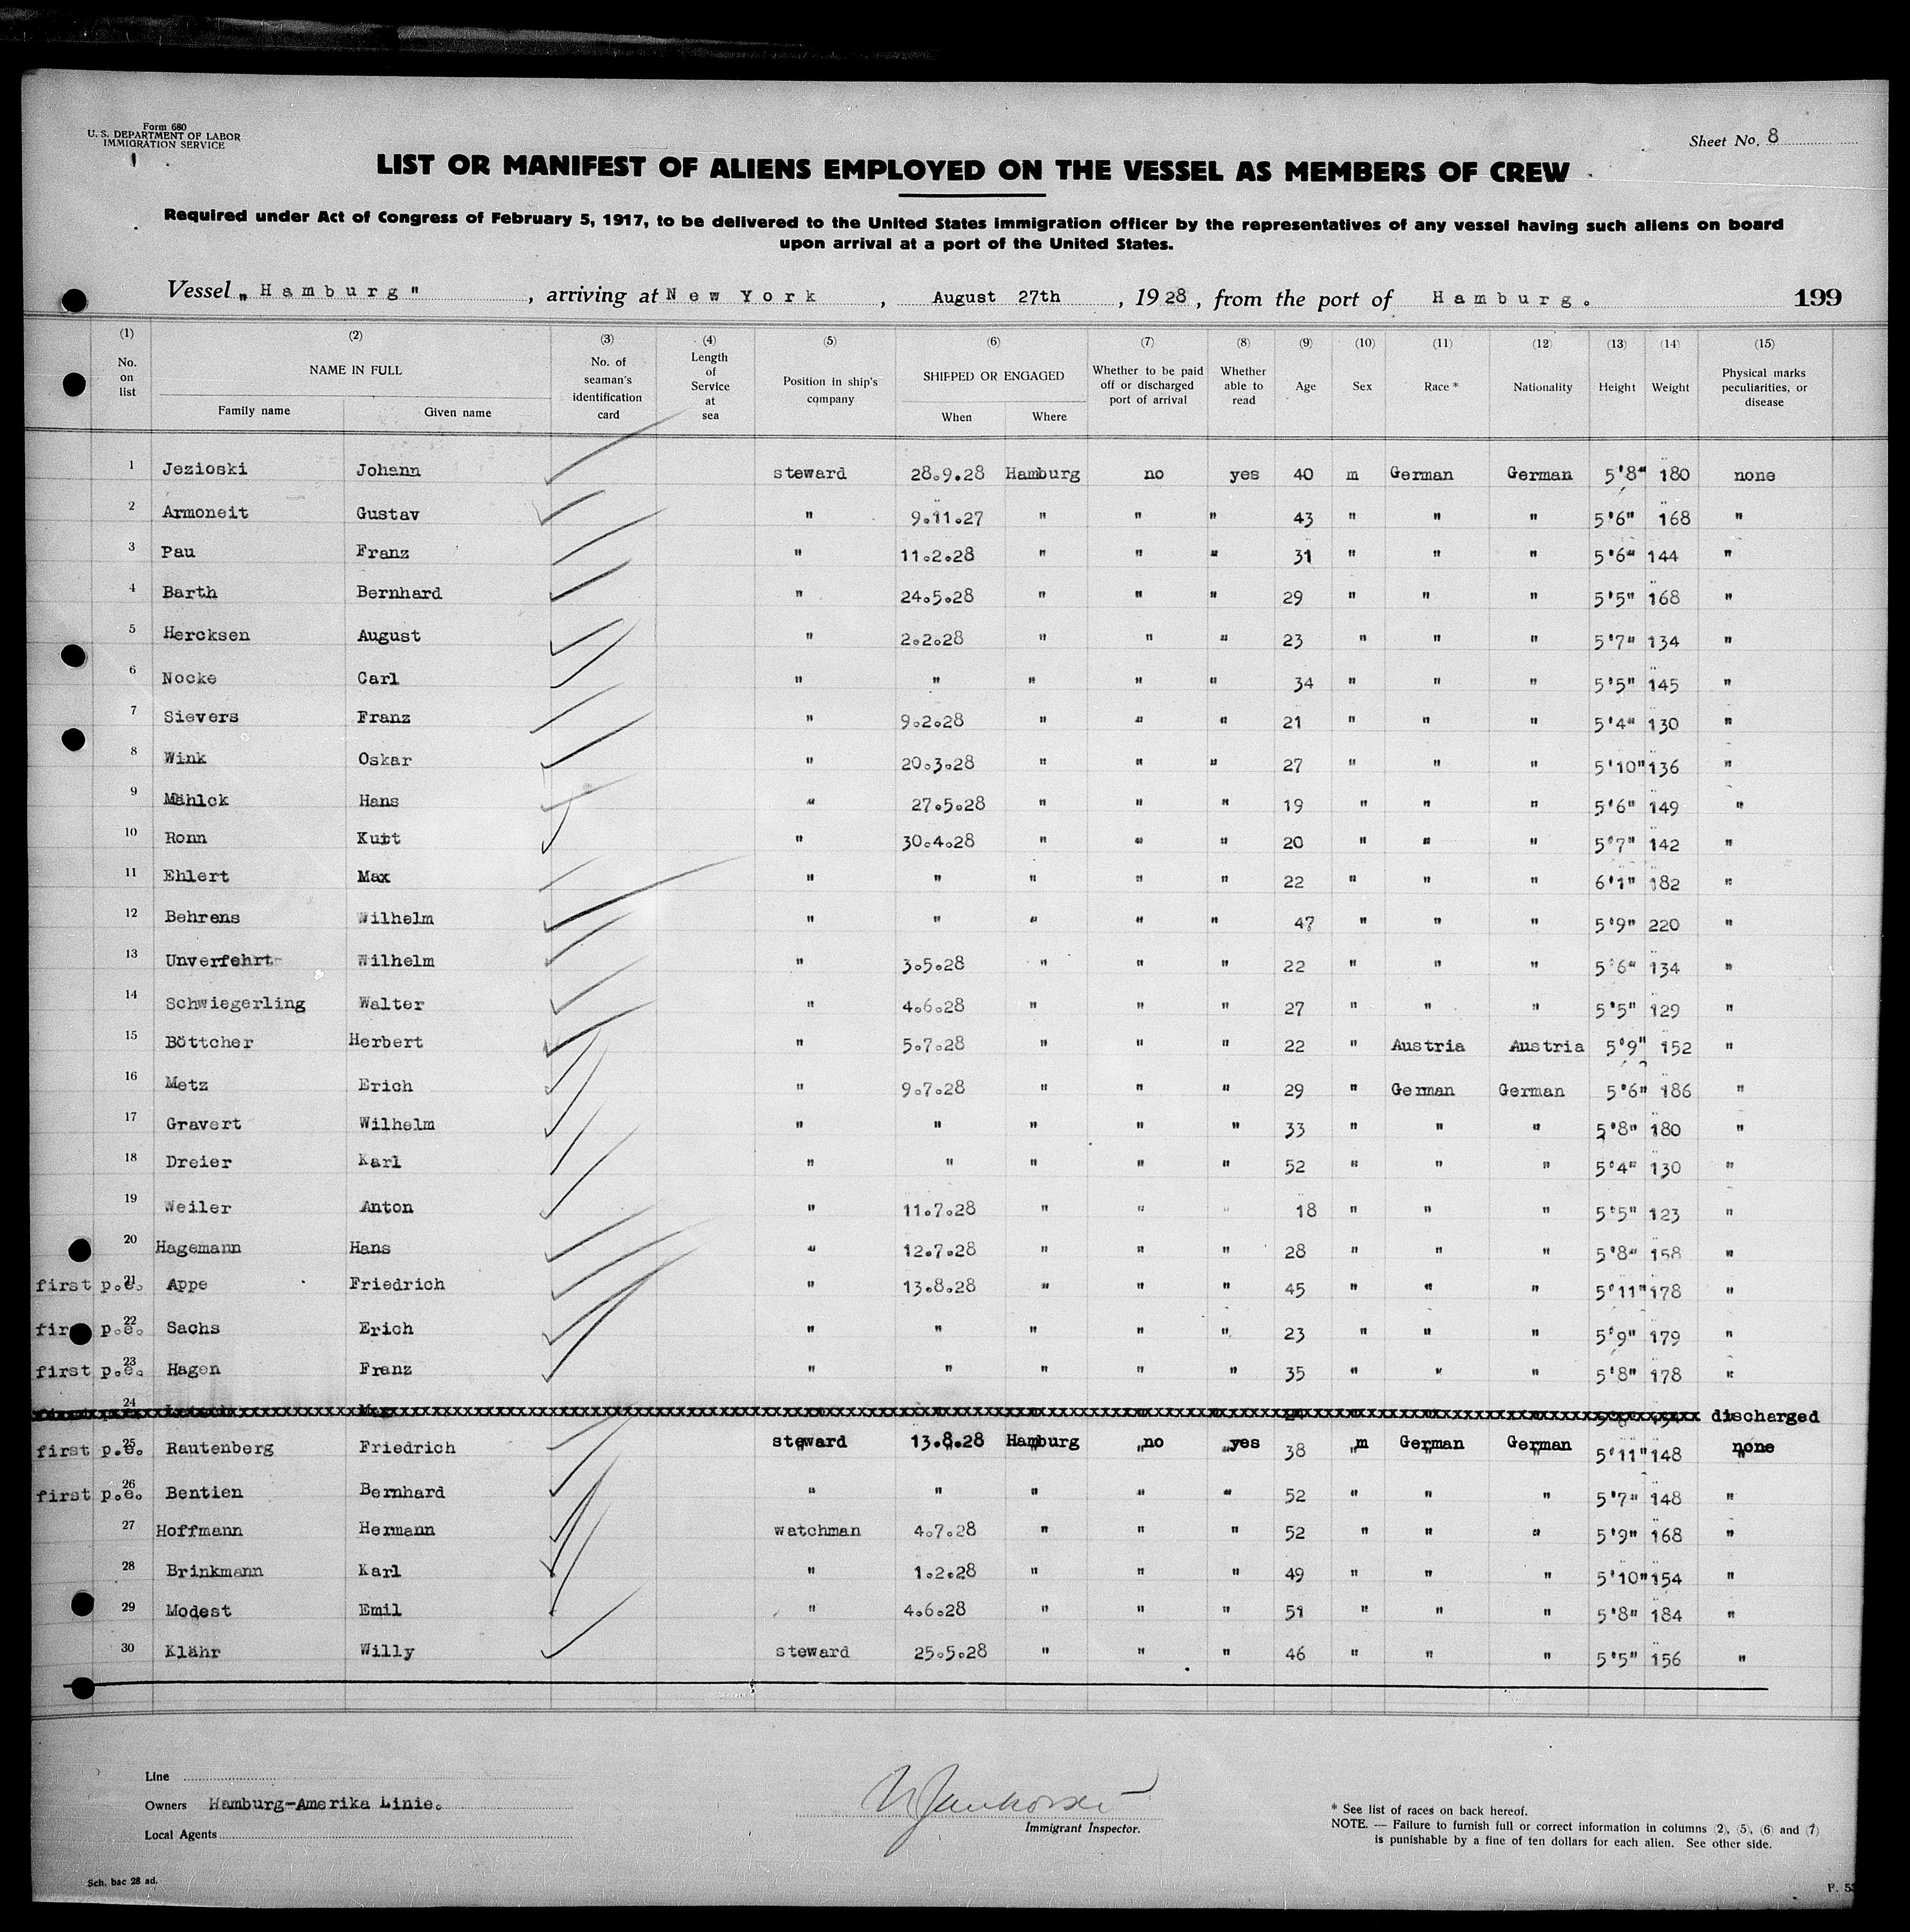 Form 680
U. S. DEPARTMENT OF LABOR
IMMIGRATION SERVICE
Sheet No. 8
LIST OR MANIFEST OF ALIENS EMPLOYED ON THE VESSEL AS MEMBERS OF CREW
Required under Act of Congress of February 5, 1917, to be delivered to the United States immigration officer by the representatives of any vessel having such aliens on board
upon arrival at a port of the United States.
Vessel „Hamburg" , arriving at New York , August 27th , 1928, from the port of Hamburg. 199
(1) No. on list (2) NAME IN FULL Family name Given name (3) No. of seaman's identification card (4) Length of Service at sea (5) Position in ship's company (6) SHIPPED OR ENGAGED When Where (7) Whether to be paid off or discharged port of arrival (8) Whether able to read (9) Age (10) Sex (11) Race * (12) Nationality (13) Height (14) Weight (15) Physical marks peculiarities, or disease
1 Jezioski Johann steward 28.9.28 Hamburg no yes 40 m German German 5'8" 180 none
2 Armoneit Gustav " 9.11.27 " " " 43 " " " 5'6" 168 "
3 Pau Franz " 11.2.28 " " " 31 " " " 5'6" 144 "
4 Barth Bernhard " 24.5.28 " " " 29 " " " 5'5" 168 "
5 Hercksen August " 2.2.28 " " " 23 " " " 5'7" 134 "
6 Nocke Carl " " " " " 34 " " " 5'5" 145 "
7 Sievers Franz " 9.2.28 " " " 21 " " " 5'4" 130 "
8 Wink Oskar " 20.3.28 " " " 27 " " " 5'10" 136 "
9 Mählck Hans " 27.5.28 " " " 19 " " " 5'6" 149 "
10 Ronn Kurt " 30.4.28 " " " 20 " " " 5'7" 142 "
11 Ehlert Max " " " " " 22 " " " 6'1" 182 "
12 Behrens Wilhelm " " " " " 47 " " " 5'9" 220 "
13 Unverfehrt Wilhelm " 3.5.28 " " " 22 " " " 5'6" 134 "
14 Schwiegerling Walter " 4.6.28 " " " 27 " " " 5'5" 129 "
15 Böttcher Herbert " 5.7.28 " " " 22 " Austria Austria 5'9" 152 "
16 Metz Erich " 9.7.28 " " " 29 " German German 5'6" 186 "
17 Gravert Wilhelm " " " " " 33 " " " 5'8" 180 "
18 Dreier Karl " " " " " 52 " " " 5'4" 130 "
19 Weiler Anton " 11.7.28 " " " 18 " " " 5'5" 123 "
20 Hagemann Hans " 12.7.28 " " " 28 " " " 5'8" 158 "
first p.e. 21 Appe Friedrich " 13.8.28 " " " 45 " " " 5'11" 178 "
first p.e. 22 Sachs Erich " " " " " 23 " " " 5'9" 179 "
first p.e. 23 Hagen Franz " " " " " 35 " " " 5'8" 178 "
24 discharged
first p.e. 25 Rautenberg Friedrich steward 13.8.28 Hamburg no yes 38 m German German 5'11" 148 none
first p.e. 26 Bentien Bernhard " " " " " 52 " " " 5'7" 148 "
27 Hoffmann Hermann watchman 4.7.28 " " " 52 " " " 5'9" 168 "
28 Brinkmann Karl " 1.2.28 " " " 49 " " " 5'10" 154 "
29 Modest Emil " 4.6.28 " " " 51 " " " 5'8" 184 "
30 Klähr Willy steward 25.5.28 " " " 46 " " " 5'5" 156 "
Line
Owners Hamburg-Amerika Linie.
Local Agents
Immigrant Inspector.
* See list of races on back hereof.
NOTE. — Failure to furnish full or correct information in columns (2), (5), (6) and (7)
is punishable by a fine of ten dollars for each alien. See other side.
Sch. bac 28 ad.